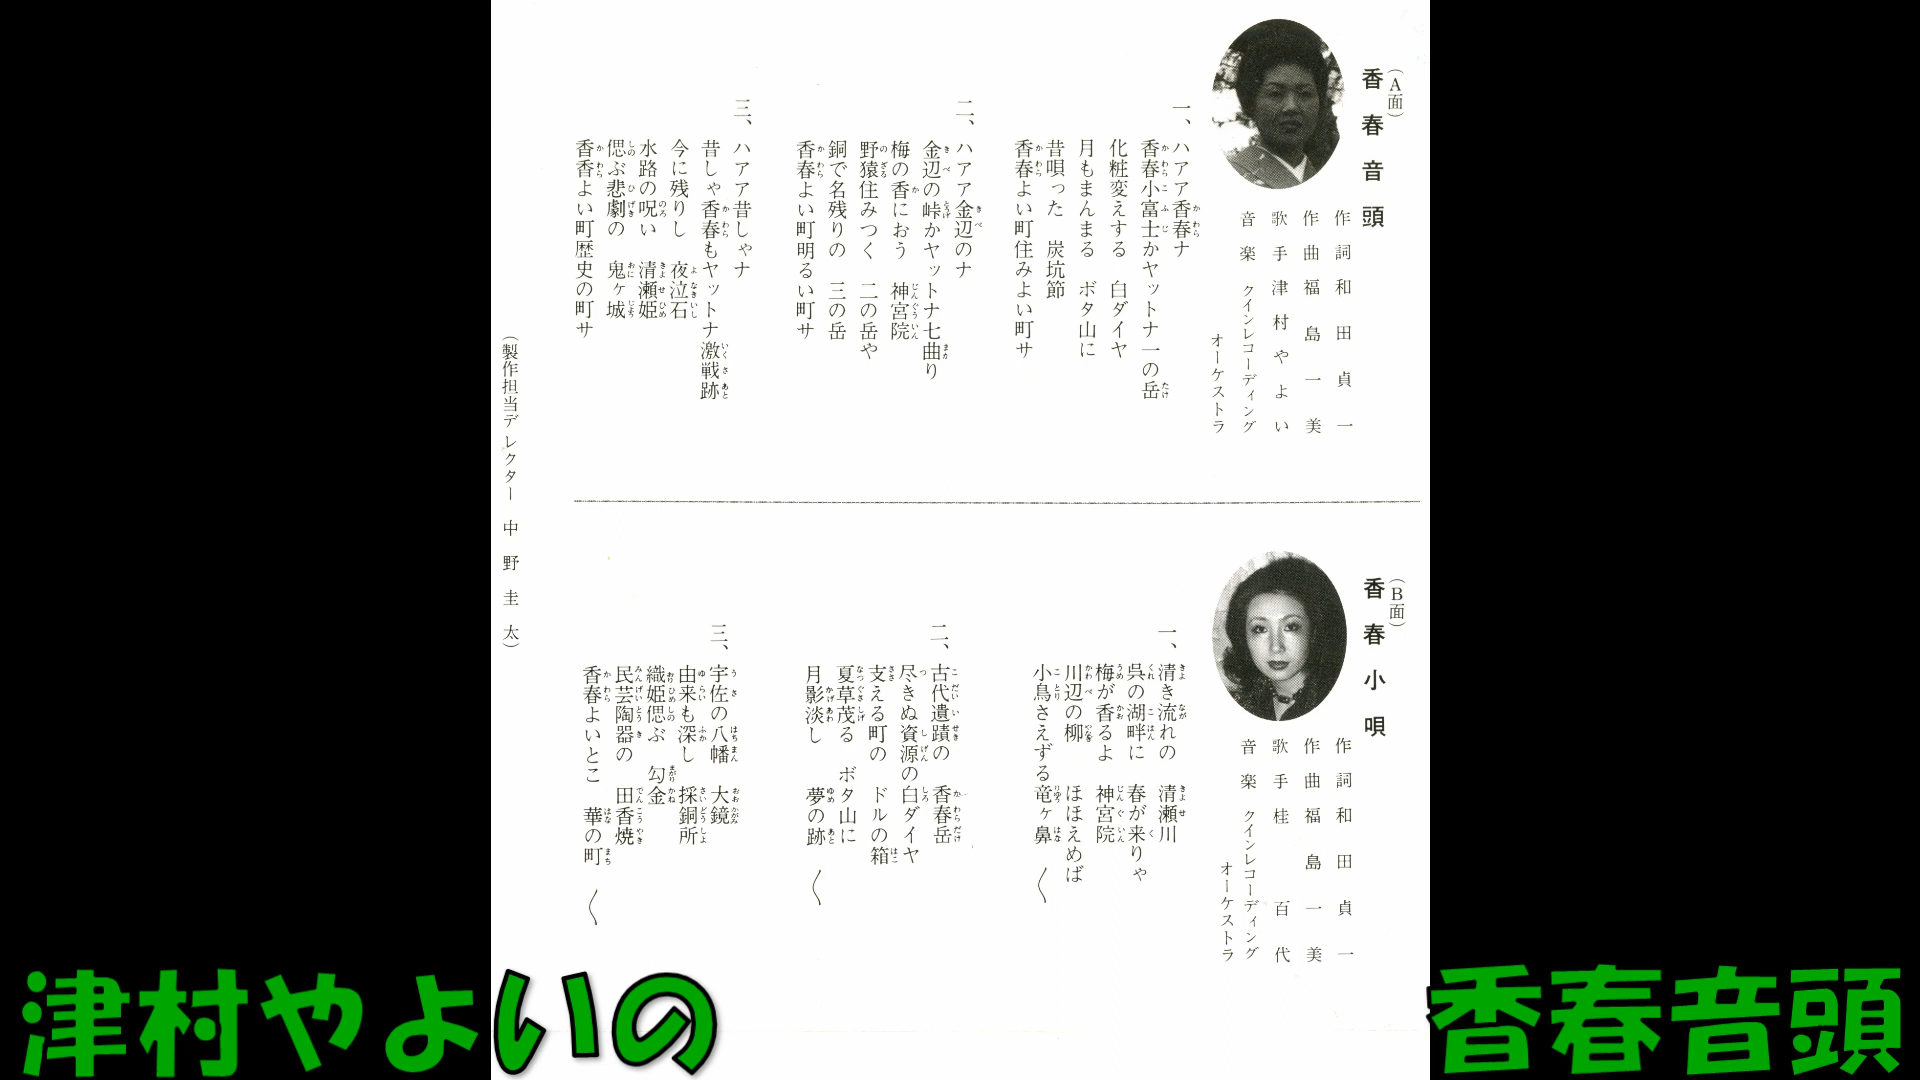 (A面)
香春音頭
作詞 和田貞一
作曲 福島一美
歌手 津村やよい
音楽 クインレコーディング
オーケストラ
一、ハアア香春ナ
香春小富士かヤットナ一の岳
化粧変えする 白ダイヤ
月もまんまる ボタ山に
昔唄った 炭坑節
香春よい町住みよい町サ
二、ハアア金辺のナ
金辺の峠かヤットナ七曲り
梅の香におう 神宮院
野猿住みつく 二の岳や
銅で名残りの 三の岳
香春よい町明るい町サ
三、ハアア昔しゃナ
昔しゃ香春もヤットナ激戦跡
今に残りし 夜泣石
水路の呪い 清瀬姫
偲ぶ悲劇の 鬼ヶ城
香香よい町歴史の町サ
(製作担当デレクター 中野圭太)
(B面)
香春小唄
作詞 和田貞一
作曲 福島一美
歌手 桂百代
音楽 クインレコーディング
オーケストラ
一、清き流れの 清瀬川
呉の湖畔に 春が来りゃ
梅が香るよ 神宮院
川辺の柳 ほほえめば
小鳥さえずる竜ヶ鼻 〱
二、古代遺蹟の 香春岳
尽きぬ資源の白ダイヤ
支える町の ドルの箱
夏草茂る ボタ山に
月影淡し 夢の跡 〱
三、宇佐の八幡 大鏡
由来も深し 採銅所
織姫偲ぶ 勾金
民芸陶器の 田香焼
香春よいとこ 華の町 〱
津村やよいの
香春音頭